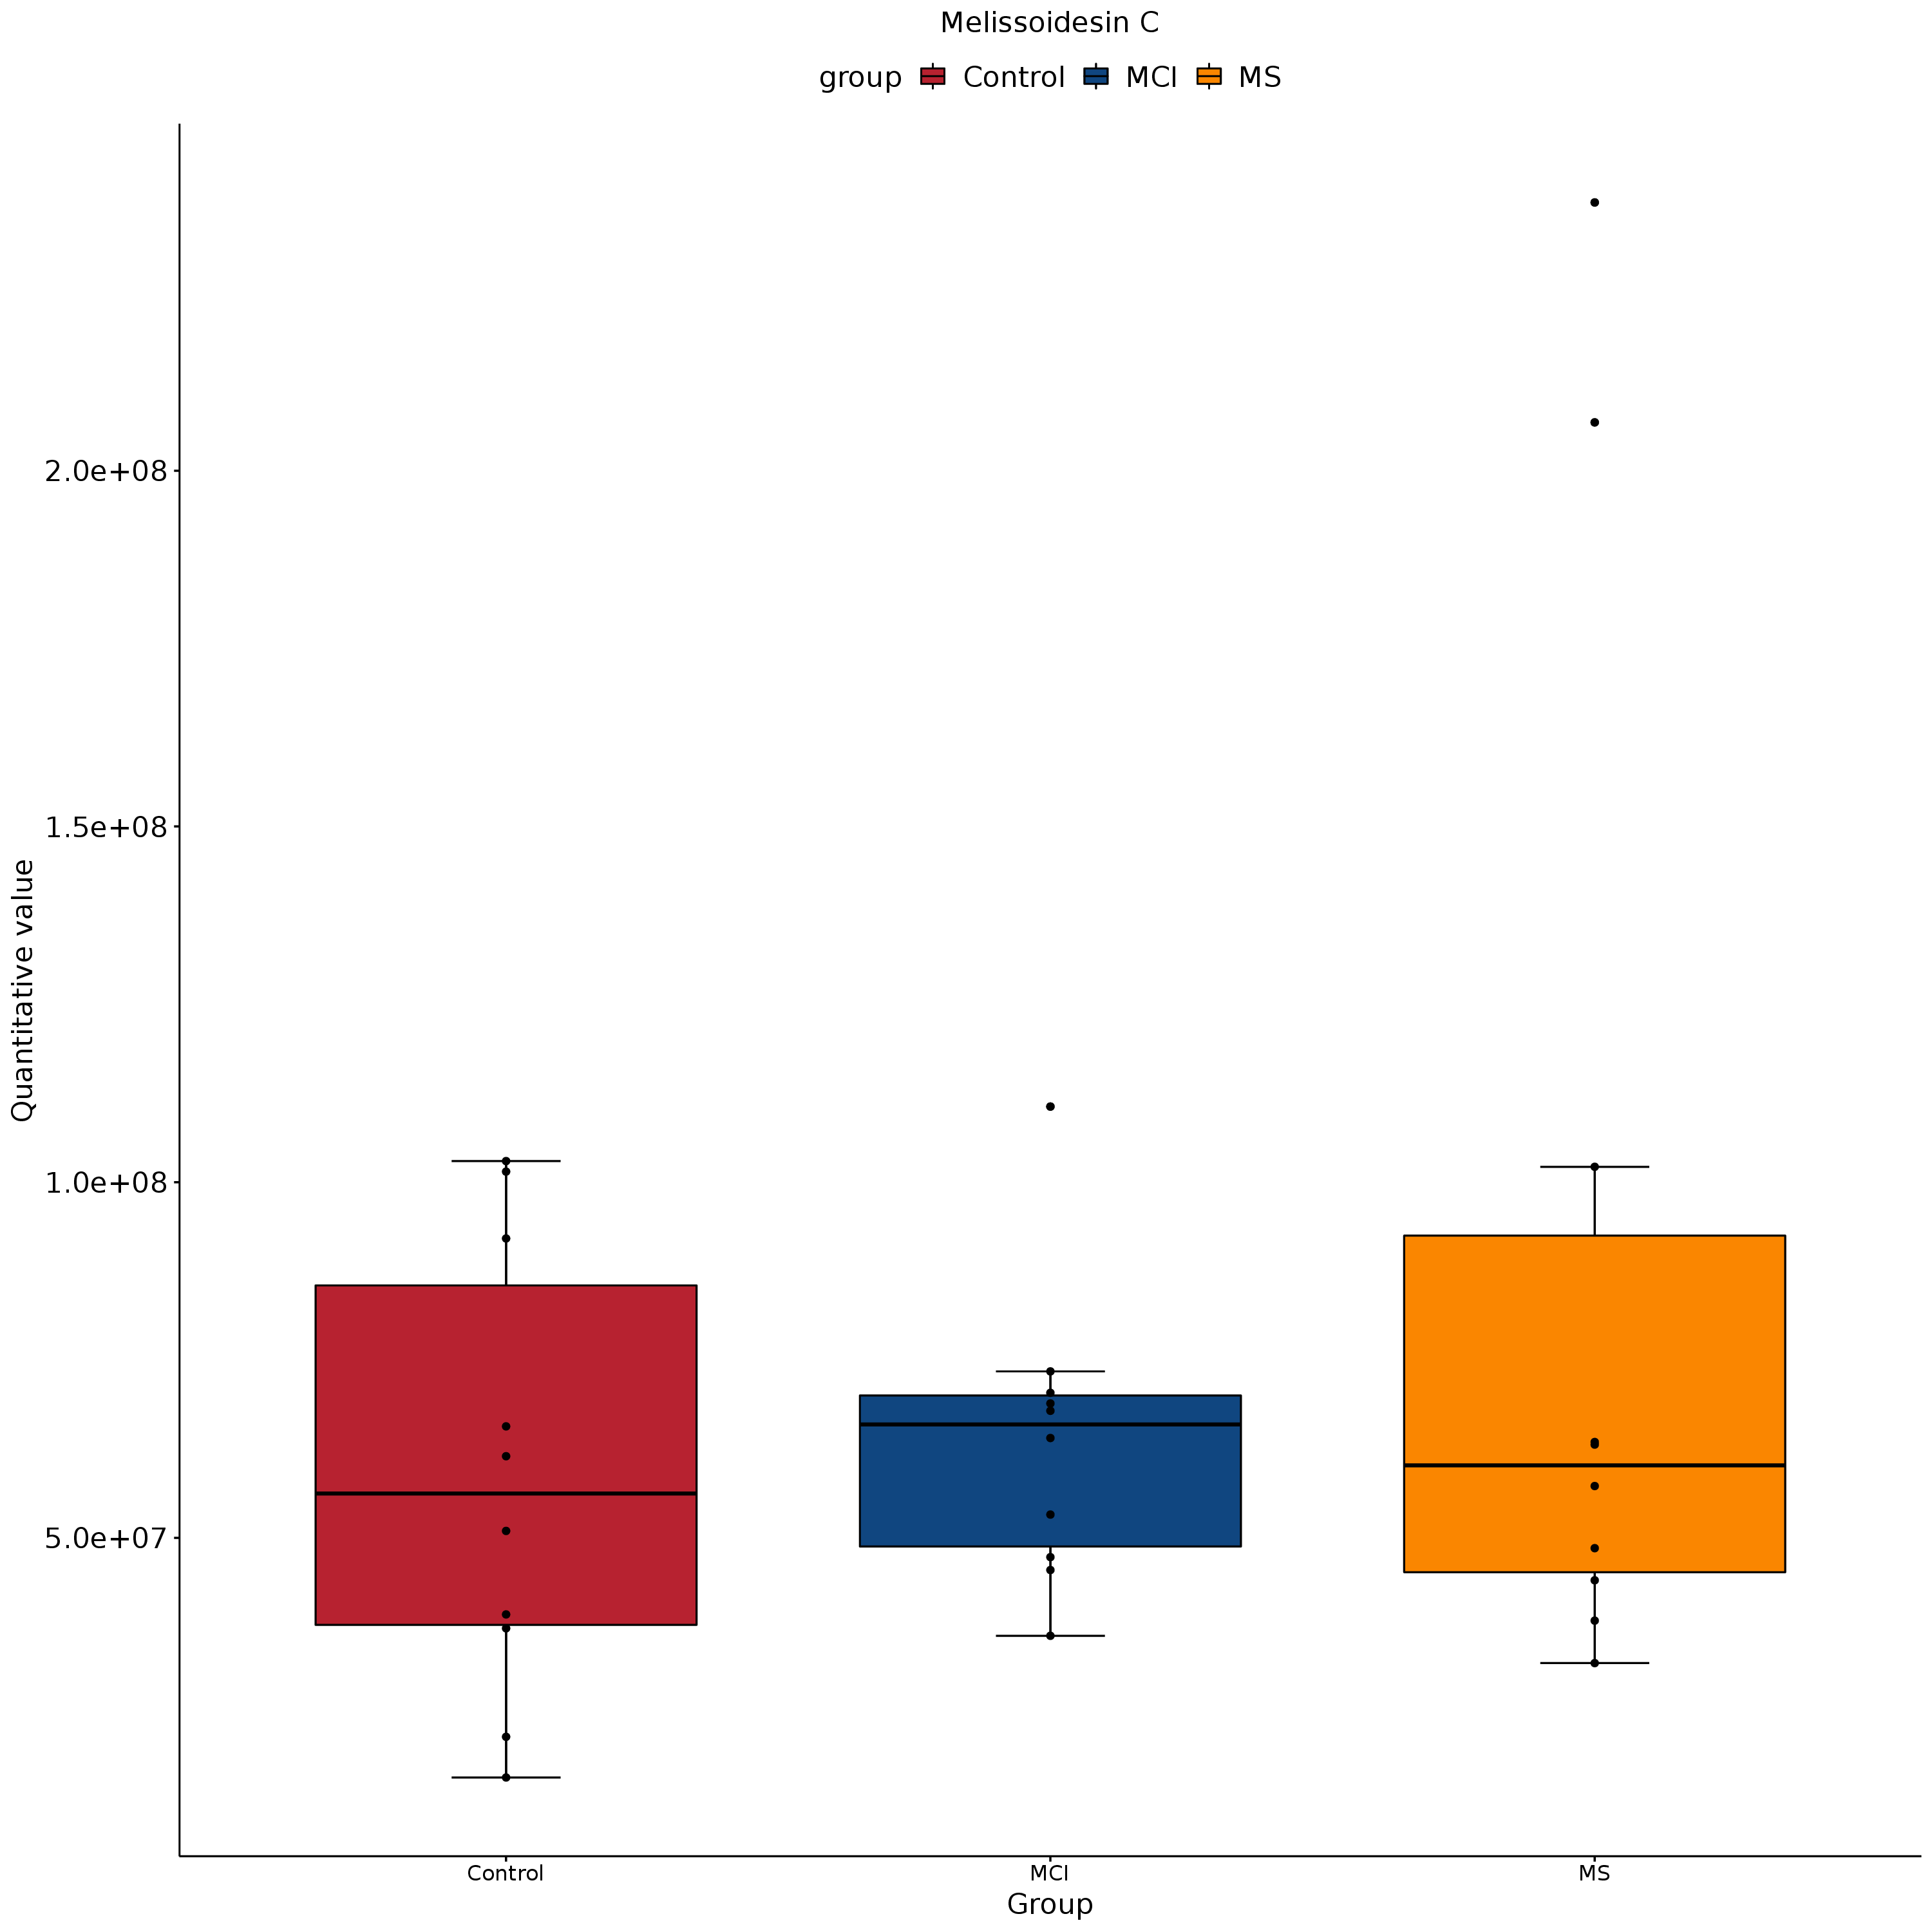 Melissoidesin C
group Control MCI MS
Quantitative value
2.0e+08
1.5e+08
1.0e+08
5.0e+07
Control MCI MS
Group